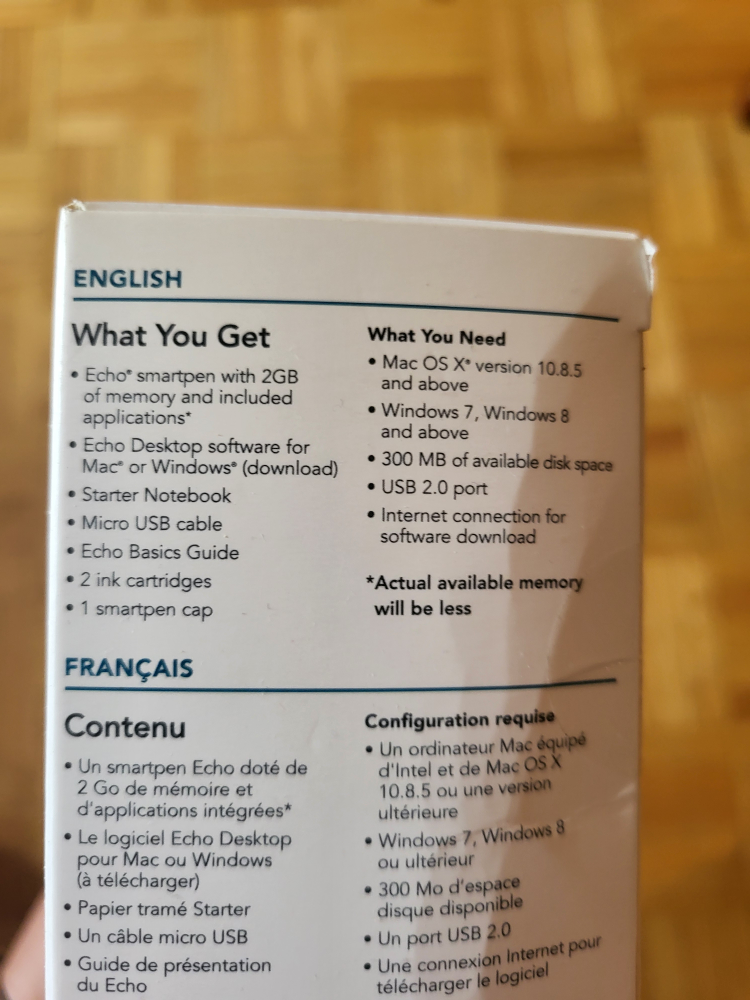 ENGLISH
What You Get
• Echo® smartpen with 2GB
of memory and included
applications*
• Echo Desktop software for
Mac® or Windows® (download)
• Starter Notebook
• Micro USB cable
• Echo Basics Guide
• 2 ink cartridges
• 1 smartpen cap
What You Need
• Mac OS X® version 10.8.5
and above
• Windows 7, Windows 8
and above
• 300 MB of available disk space
• USB 2.0 port
• Internet connection for
software download
*Actual available memory
will be less
FRANÇAIS
Contenu
• Un smartpen Echo doté de
2 Go de mémoire et
d'applications intégrées*
• Le logiciel Echo Desktop
pour Mac ou Windows
(à télécharger)
• Papier tramé Starter
• Un câble micro USB
• Guide de présentation
du Echo
Configuration requise
• Un ordinateur Mac équipé
d'Intel et de Mac OS X
10.8.5 ou une version
ultérieure
• Windows 7, Windows 8
ou ultérieur
• 300 Mo d'espace
disque disponible
• Un port USB 2.0
• Une connexion Internet pour
télécharger le logiciel